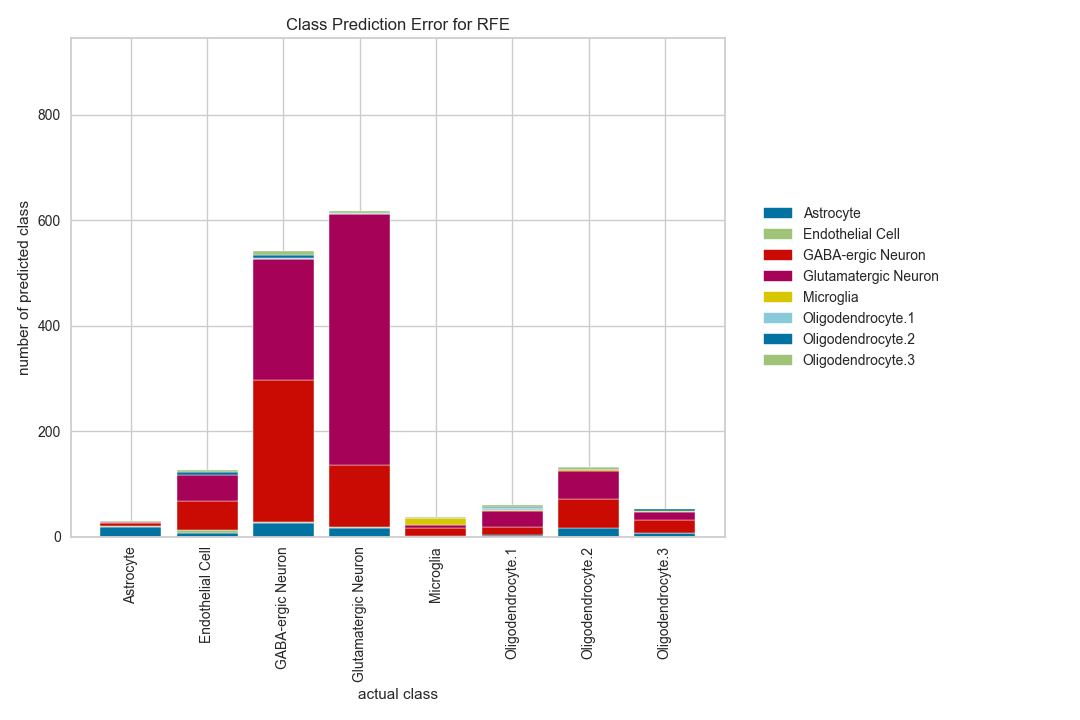 Class Prediction Error for RFE
number of predicted class
800
600
400
200
0
Astrocyte
Endothelial Cell
GABA-ergic Neuron
Glutamatergic Neuron
Microglia
Oligodendrocyte.1
Oligodendrocyte.2
Oligodendrocyte.3
actual class
Astrocyte
Endothelial Cell
GABA-ergic Neuron
Glutamatergic Neuron
Microglia
Oligodendrocyte.1
Oligodendrocyte.2
Oligodendrocyte.3